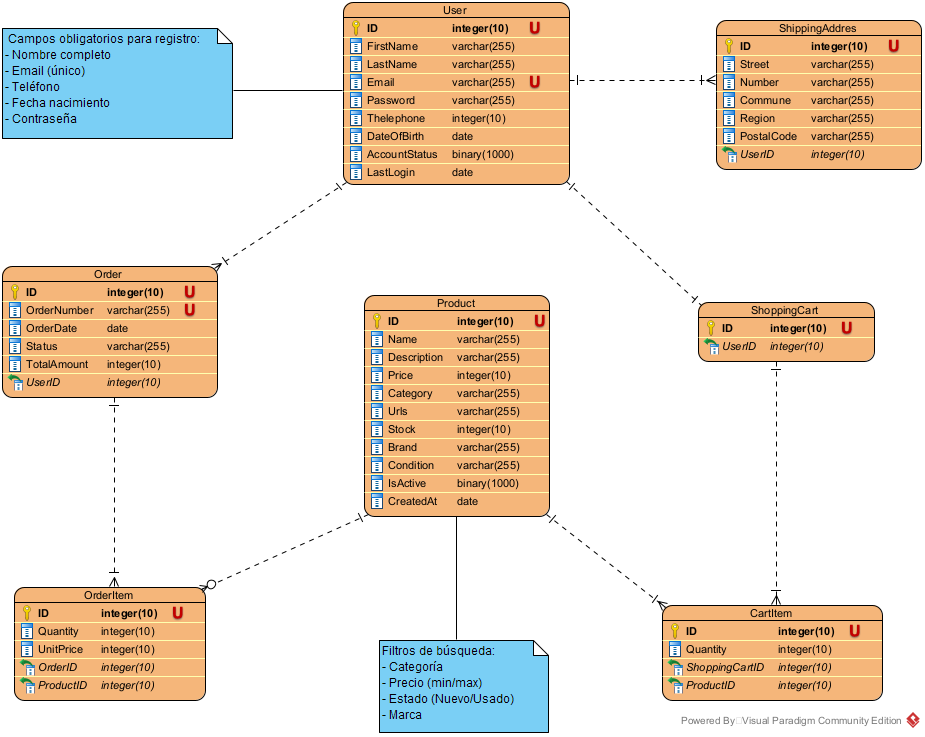 User
ID integer(10) U
FirstName varchar(255)
LastName varchar(255)
Email varchar(255) U
Password varchar(255)
Thelephone integer(10)
DateOfBirth date
AccountStatus binary(1000)
LastLogin date
Campos obligatorios para registro:
- Nombre completo
- Email (único)
- Teléfono
- Fecha nacimiento
- Contraseña
ShippingAddres
ID integer(10) U
Street varchar(255)
Number varchar(255)
Commune varchar(255)
Region varchar(255)
PostalCode varchar(255)
UserID integer(10)
Order
ID integer(10) U
OrderNumber varchar(255) U
OrderDate date
Status varchar(255)
TotalAmount integer(10)
UserID integer(10)
Product
ID integer(10) U
Name varchar(255)
Description varchar(255)
Price integer(10)
Category varchar(255)
Urls varchar(255)
Stock integer(10)
Brand varchar(255)
Condition varchar(255)
IsActive binary(1000)
CreatedAt date
ShoppingCart
ID integer(10) U
UserID integer(10)
OrderItem
ID integer(10) U
Quantity integer(10)
UnitPrice integer(10)
OrderID integer(10)
ProductID integer(10)
Filtros de búsqueda:
- Categoría
- Precio (min/max)
- Estado (Nuevo/Usado)
- Marca
CartItem
ID integer(10) U
Quantity integer(10)
ShoppingCartID integer(10)
ProductID integer(10)
Powered By Visual Paradigm Community Edition